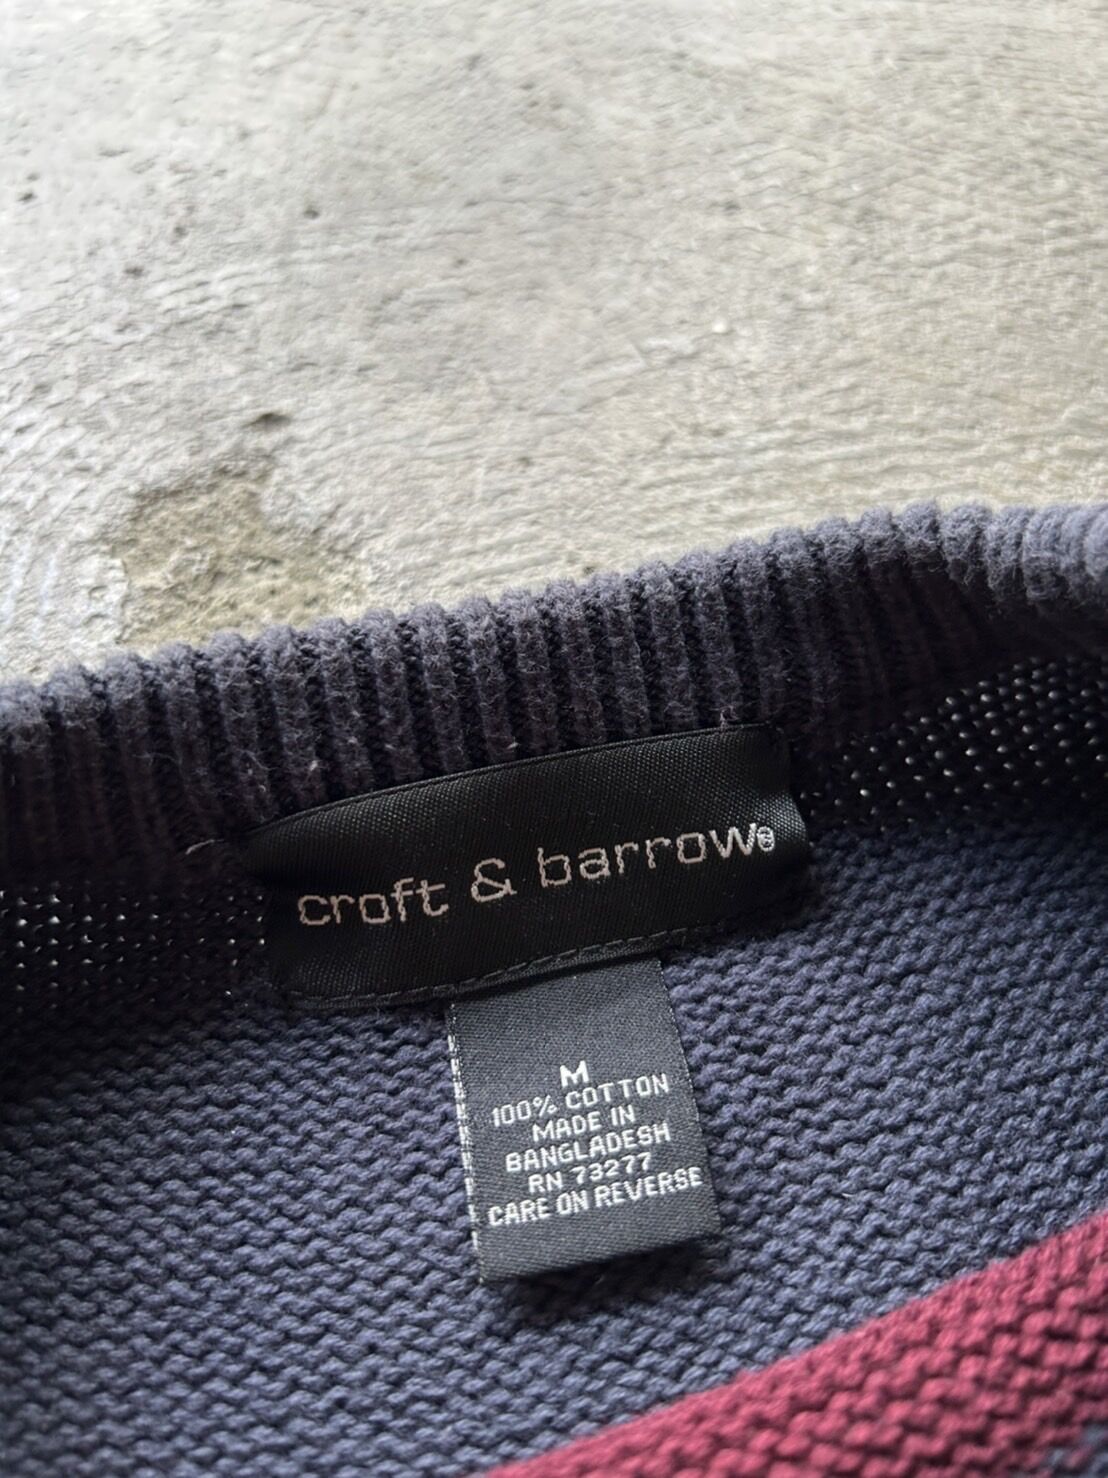 croft & barrow®
M
100% COTTON
MADE IN
BANGLADESH
RN 73277
CARE ON REVERSE